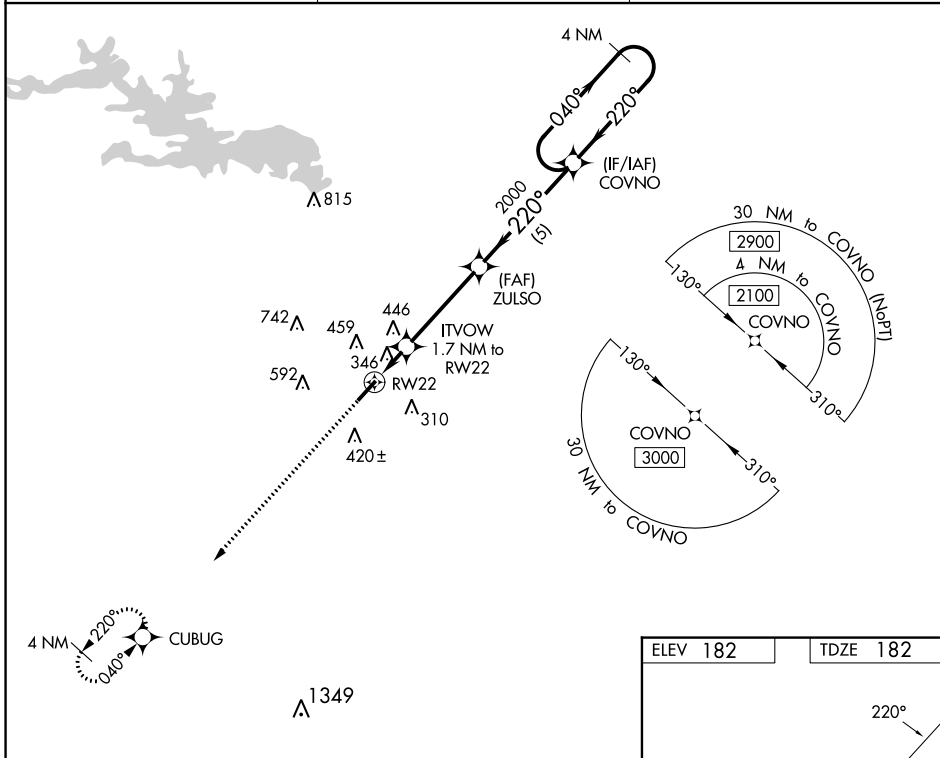 4 NM
040°
220°
(IF/IAF)
COVNO
815
2000
220°
(5)
(FAF)
ZULSO
742
459
446
ITVOW
1.7 NM to
RW22
346
592
RW22
310
420 ±
30 NM to COVNO (NoPT)
2900
4 NM to COVNO
2100
130°
COVNO
310°
130°
COVNO
3000
310°
30 NM to COVNO
220°
4 NM
CUBUG
040°
1349
ELEV 182
TDZE 182
220°